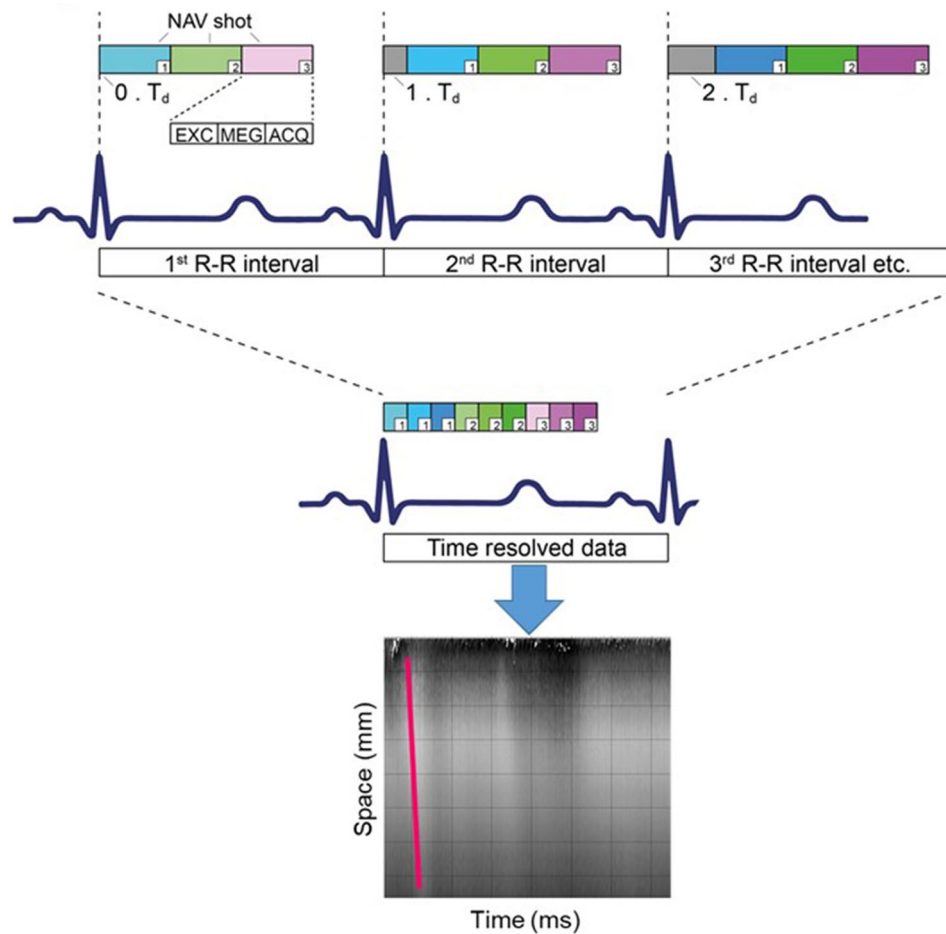 NAV shot
1 2 3 1 2 3 1 2 3
0 . Td 1 . Td 2 . Td
EXC MEG ACQ
1st R-R interval 2nd R-R interval 3rd R-R interval etc.
1 1 1 2 2 2 3 3 3
Time resolved data
Space (mm)
Time (ms)